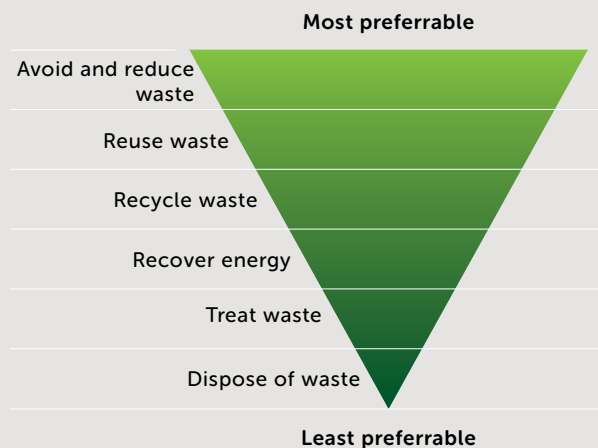 Most preferrable
Avoid and reduce
waste
Reuse waste
Recycle waste
Recover energy
Treat waste
Dispose of waste
Least preferrable